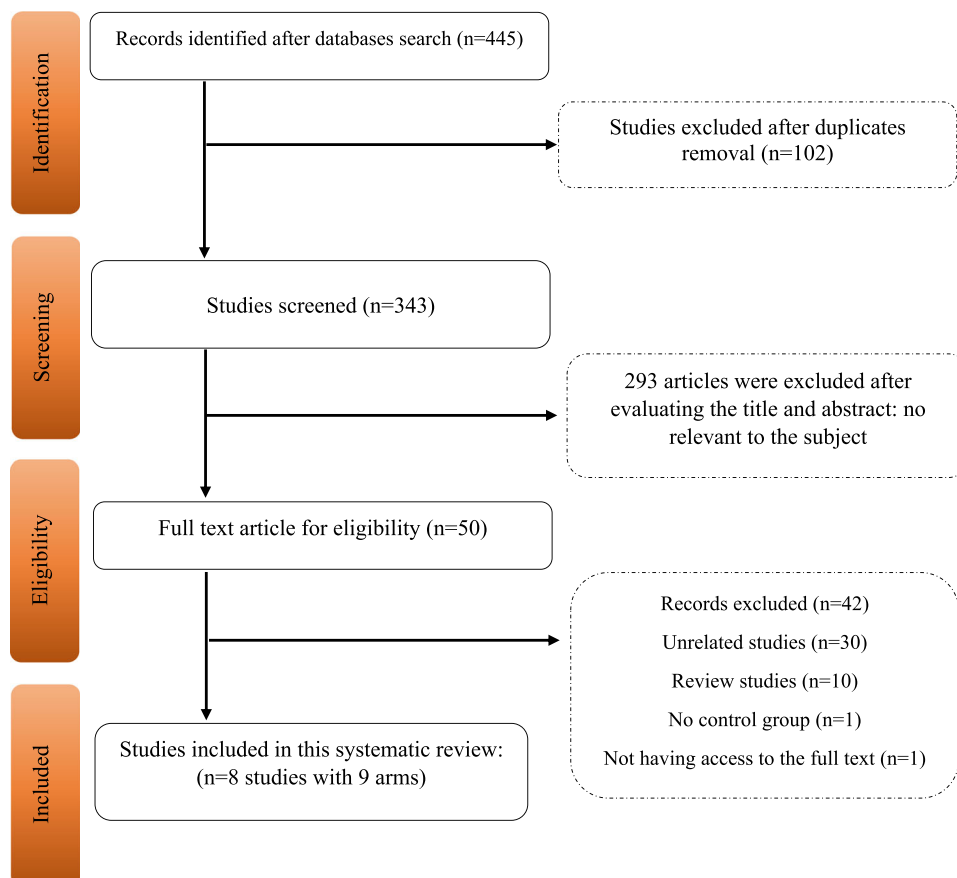 Identification
Records identified after databases search (n=445)
Studies excluded after duplicates
removal (n=102)
Screening
Studies screened (n=343)
293 articles were excluded after
evaluating the title and abstract: no
relevant to the subject
Eligibility
Full text article for eligibility (n=50)
Records excluded (n=42)
Unrelated studies (n=30)
Review studies (n=10)
No control group (n=1)
Not having access to the full text (n=1)
Included
Studies included in this systematic review:
(n=8 studies with 9 arms)